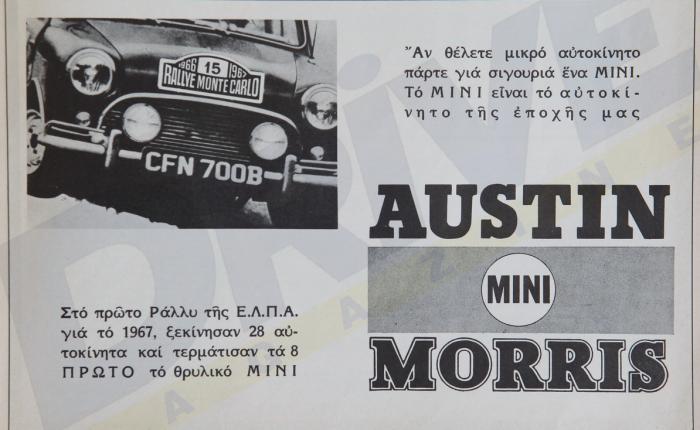 1966 15 1967
RALLYE MONTE CARLO
CFN 700B
Ἄν θέλετε μικρό αὐτοκίνητο
πάρτε γιά σιγουριά ἕνα MINI.
Τό MINI εἶναι τό αὐτοκί-
νητο τῆς ἐποχῆς μας
AUSTIN
MINI
MORRIS
Στό πρῶτο Ράλλυ τῆς Ε.Λ.Π.Α.
γιά τό 1967, ξεκίνησαν 28 αὐ-
τοκίνητα καί τερμάτισαν τά 8
ΠΡΩΤΟ τό θρυλικό MINI
DRIVE
MAGAZINE